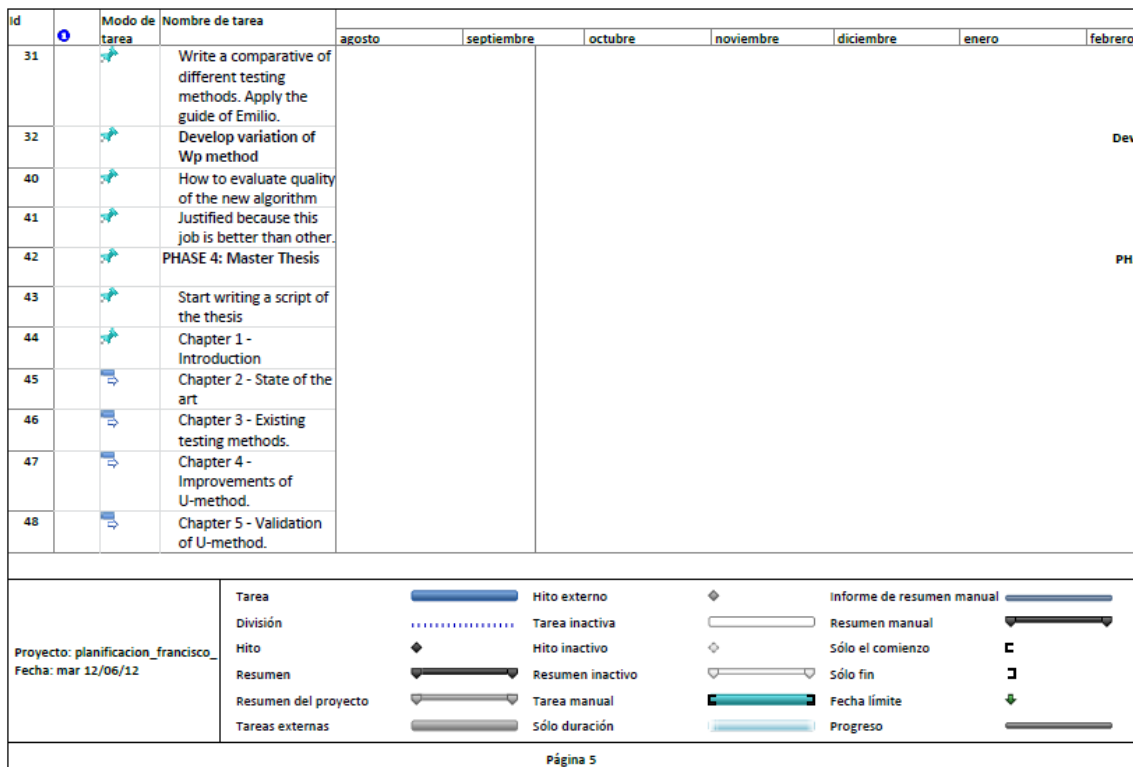 Id Modo de Nombre de tarea
tarea agosto septiembre octubre noviembre diciembre enero febrero
31 Write a comparative of
different testing
methods. Apply the
guide of Emilio.
32 Develop variation of Dev
Wp method
40 How to evaluate quality
of the new algorithm
41 Justified because this
job is better than other.
42 PHASE 4: Master Thesis PH
43 Start writing a script of
the thesis
44 Chapter 1 -
Introduction
45 Chapter 2 - State of the
art
46 Chapter 3 - Existing
testing methods.
47 Chapter 4 -
Improvements of
U-method.
48 Chapter 5 - Validation
of U-method.
Proyecto: planificacion_francisco_
Fecha: mar 12/06/12
Tarea Hito externo Informe de resumen manual
División Tarea inactiva Resumen manual
Hito Hito inactivo Sólo el comienzo
Resumen Resumen inactivo Sólo fin
Resumen del proyecto Tarea manual Fecha límite
Tareas externas Sólo duración Progreso
Página 5